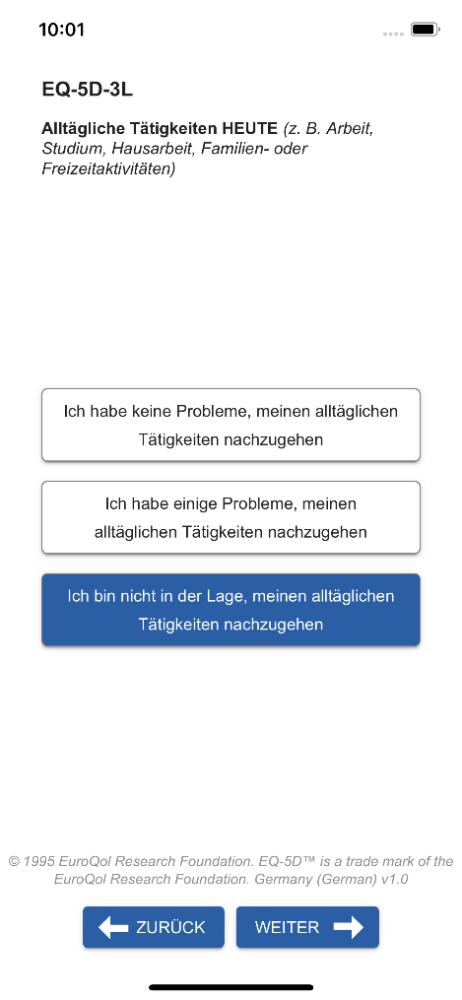 10:01
EQ-5D-3L
Alltägliche Tätigkeiten HEUTE (z. B. Arbeit,
Studium, Hausarbeit, Familien- oder
Freizeitaktivitäten)
Ich habe keine Probleme, meinen alltäglichen
Tätigkeiten nachzugehen
Ich habe einige Probleme, meinen
alltäglichen Tätigkeiten nachzugehen
Ich bin nicht in der Lage, meinen alltäglichen
Tätigkeiten nachzugehen
© 1995 EuroQol Research Foundation. EQ-5D™ is a trade mark of the
EuroQol Research Foundation. Germany (German) v1.0
ZURÜCK WEITER